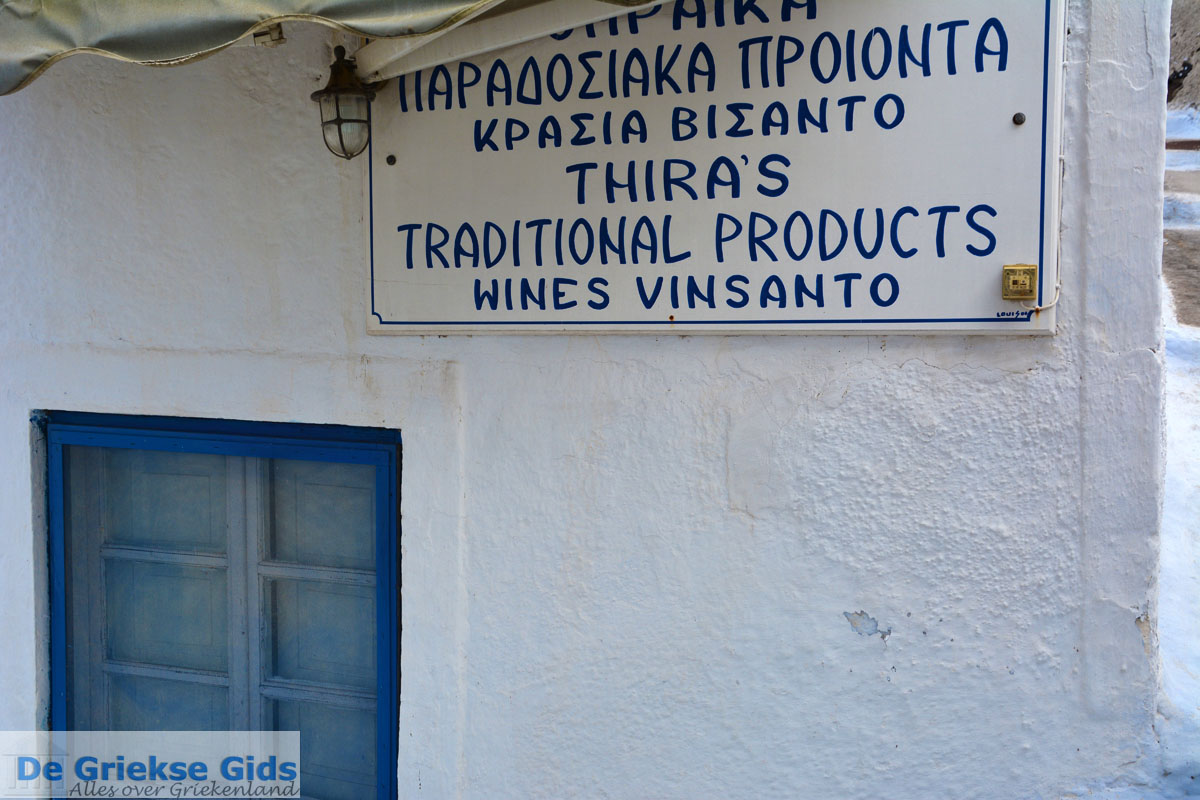 ΠΑΡΑΔΟΣΙΑΚΑ ΠΡΟΙΟΝΤΑ
ΚΡΑΣΙΑ ΒΙΣΑΝΤΟ
THIRA'S
TRADITIONAL PRODUCTS
WINES VINSANTO
De Griekse Gids
Alles over Griekenland